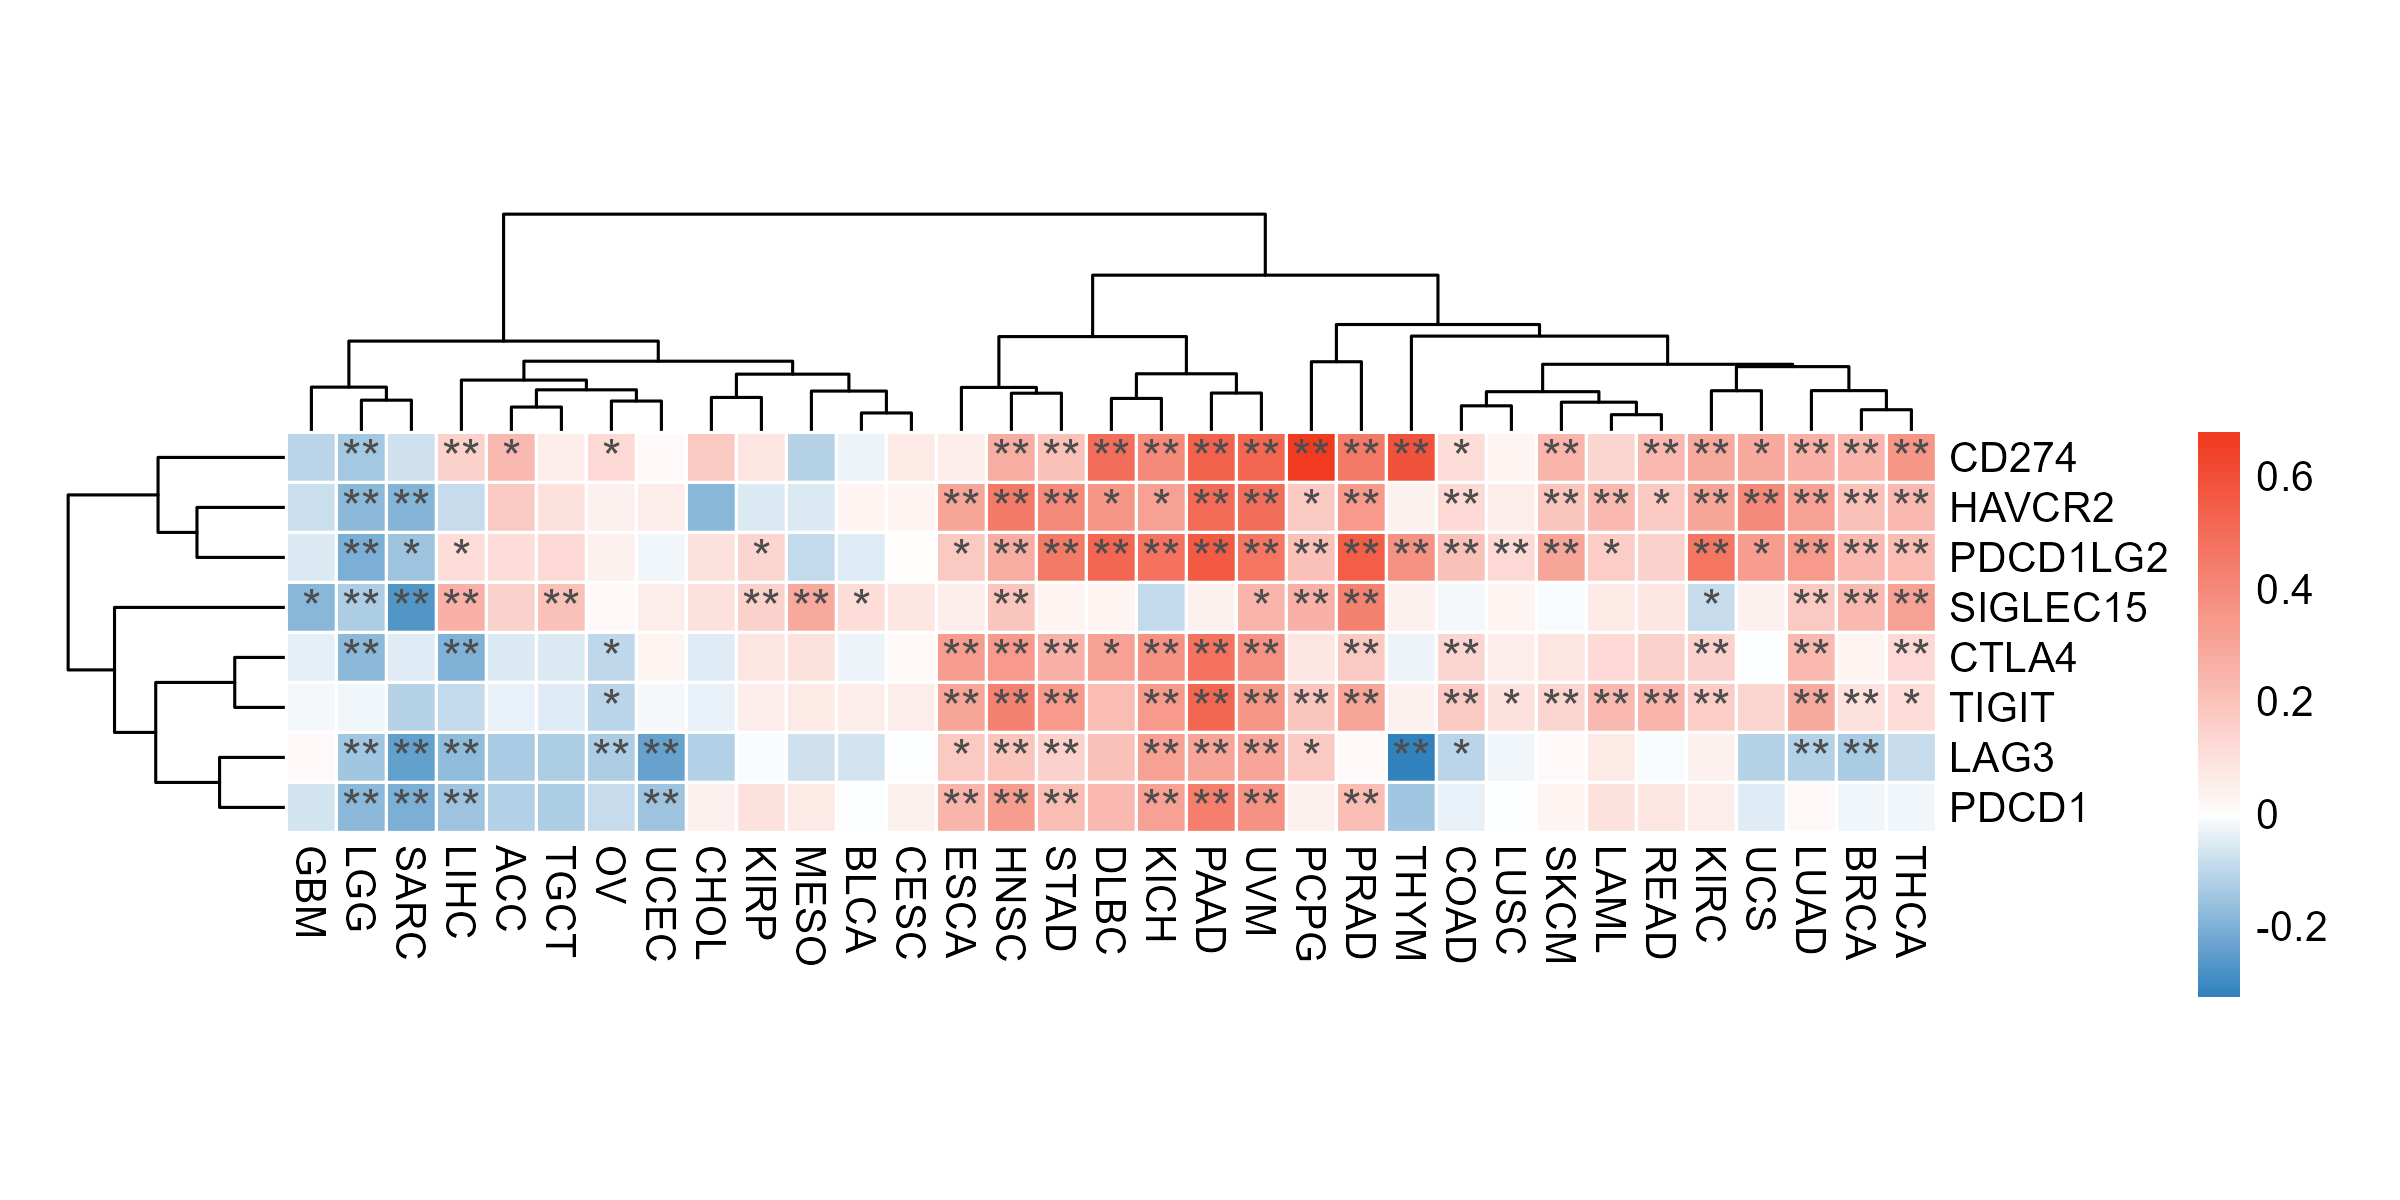 ** ** * * ** ** ** ** ** ** ** ** ** * ** ** ** * ** ** ** CD274
** ** ** ** ** * * ** ** * ** ** ** ** * ** ** ** ** ** HAVCR2
** * * * * ** ** ** ** ** ** ** ** ** ** ** ** * ** * ** ** ** PDCD1LG2
* ** ** ** ** ** ** * ** * ** ** * ** ** ** SIGLEC15
** ** * ** ** ** * ** ** ** ** ** ** ** ** CTLA4
* ** ** ** ** ** ** ** ** ** * ** ** ** ** ** ** * TIGIT
** ** ** ** ** * ** ** ** ** ** * ** * ** ** LAG3
** ** ** ** ** ** ** ** ** ** ** PDCD1
GBM
LGG
SARC
LIHC
ACC
TGCT
OV
UCEC
CHOL
KIRP
MESO
BLCA
CESC
ESCA
HNSC
STAD
DLBC
KICH
PAAD
UVM
PCPG
PRAD
THYM
COAD
LUSC
SKCM
LAML
READ
KIRC
UCS
LUAD
BRCA
THCA
0.6
0.4
0.2
0
-0.2